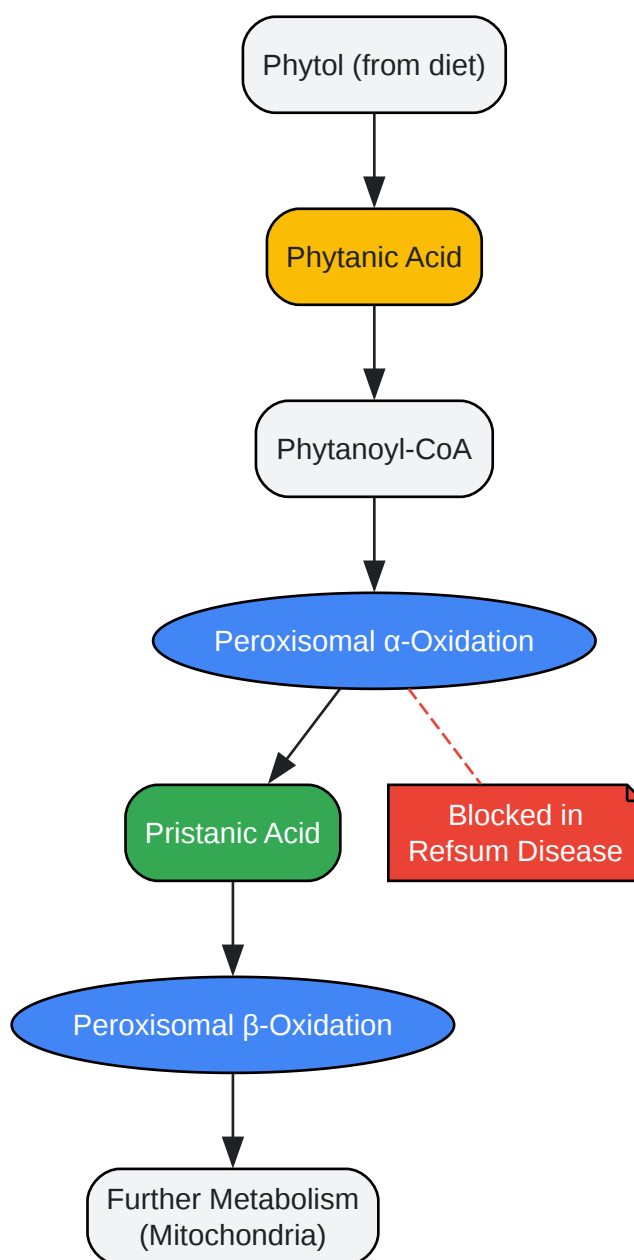 Phytol (from diet)
Phytanic Acid
Phytanoyl-CoA
Peroxisomal α-Oxidation
Pristanic Acid
Blocked in
Refsum Disease
Peroxisomal β-Oxidation
Further Metabolism
(Mitochondria)